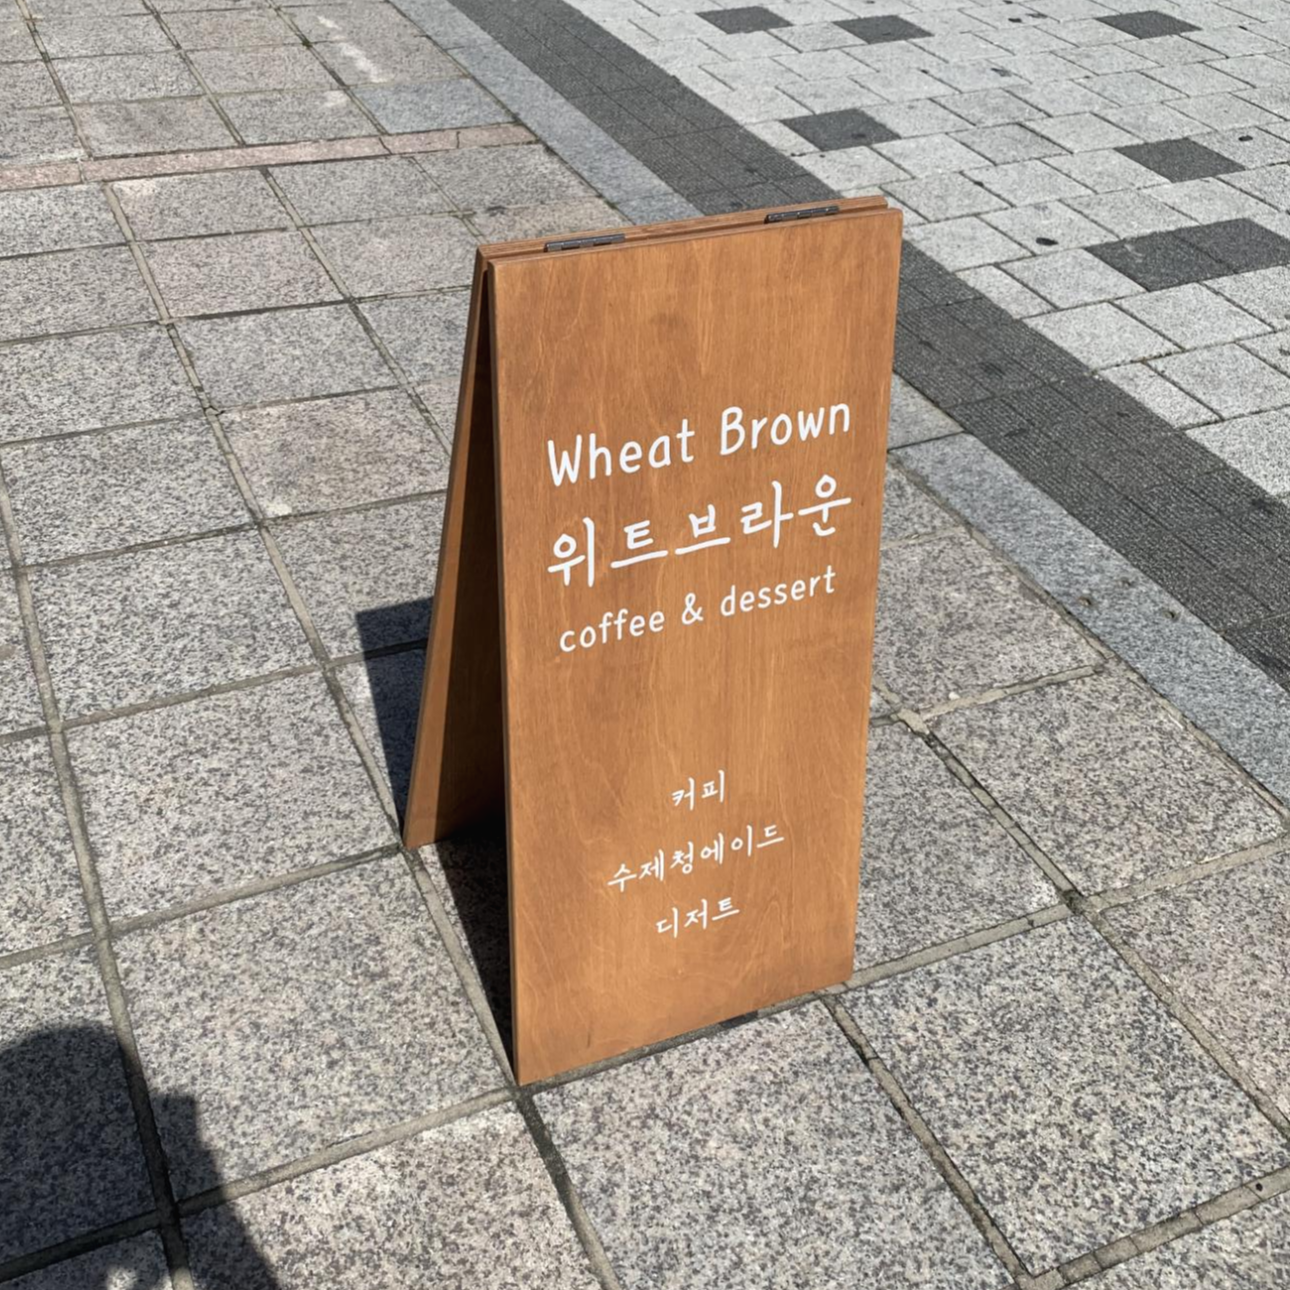 Wheat Brown
위트브라운
coffee & dessert
커피
수제청에이드
디저트